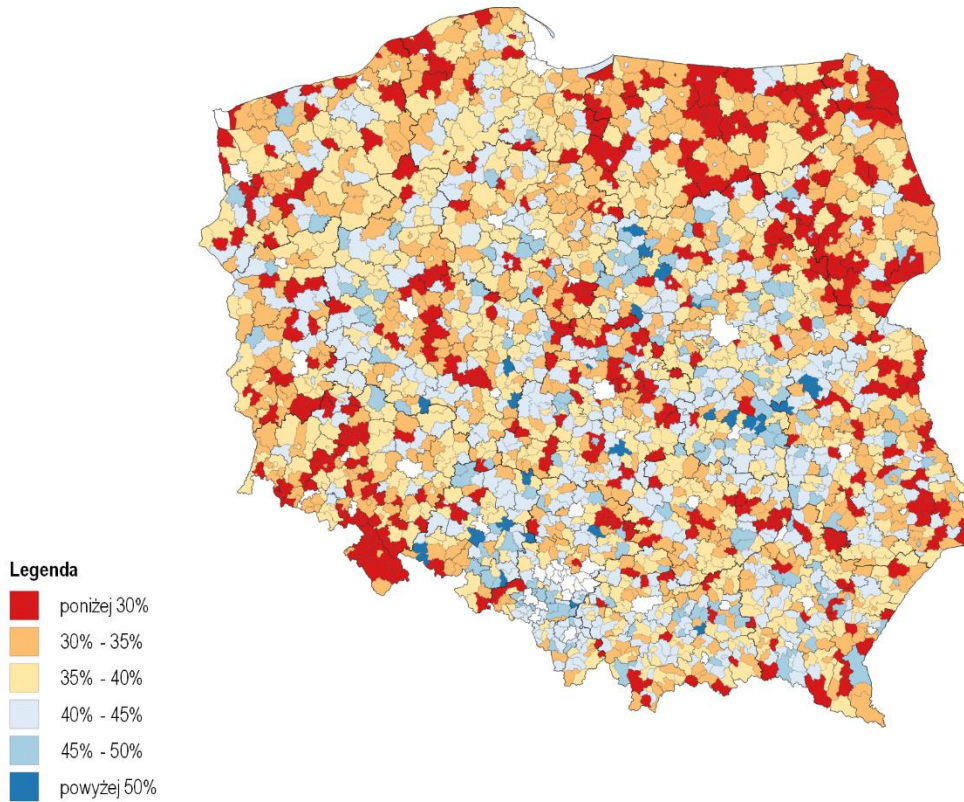 Legenda
poniżej 30%
30% - 35%
35% - 40%
40% - 45%
45% - 50%
powyżej 50%